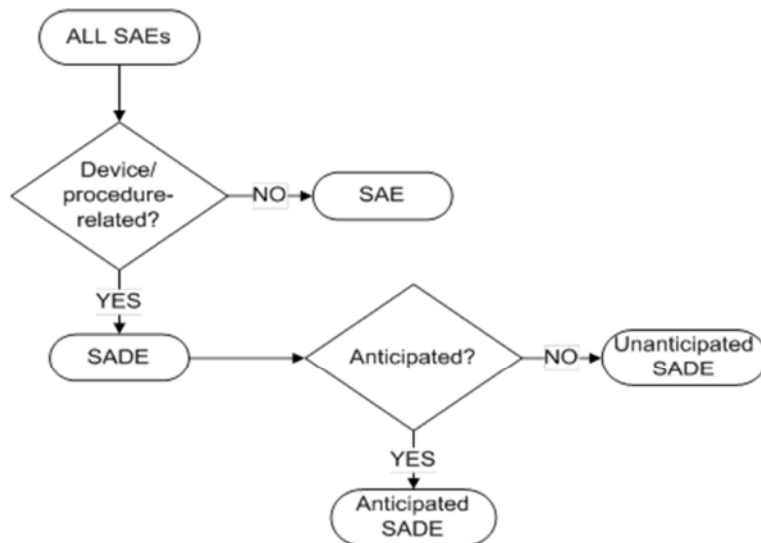 ALL SAEs
Device/
procedure-
related?
NO
SAE
YES
SADE
Anticipated?
NO
Unanticipated
SADE
YES
Anticipated
SADE